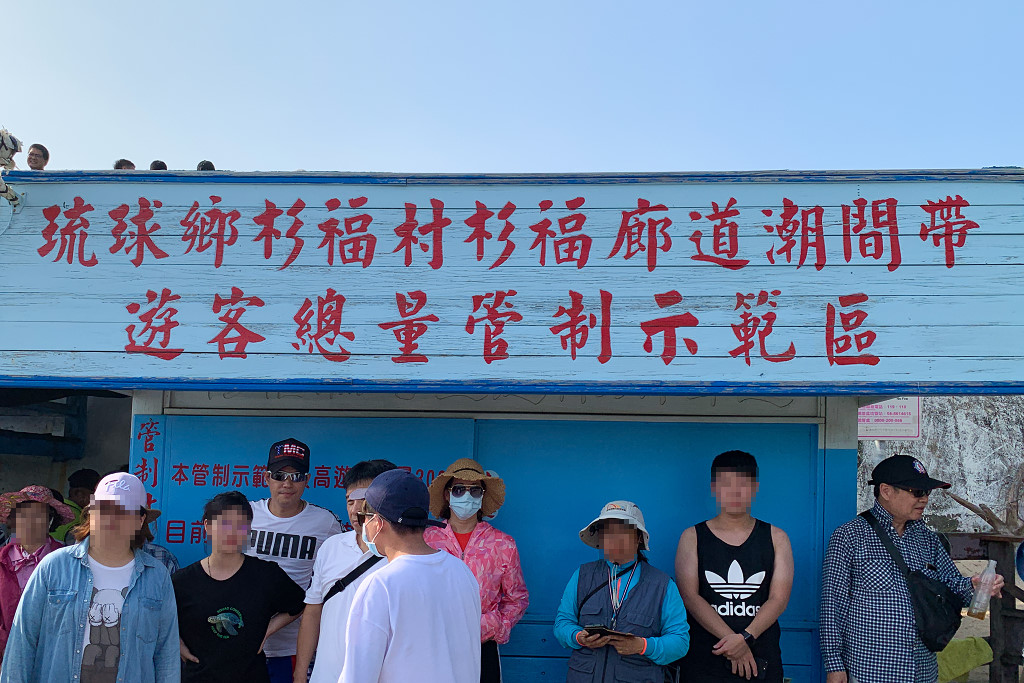 琉球鄉杉福村杉福廊道潮間帶
遊客總量管制示範區
管制
本管制示範
高遊
目前
PUMA
adidas